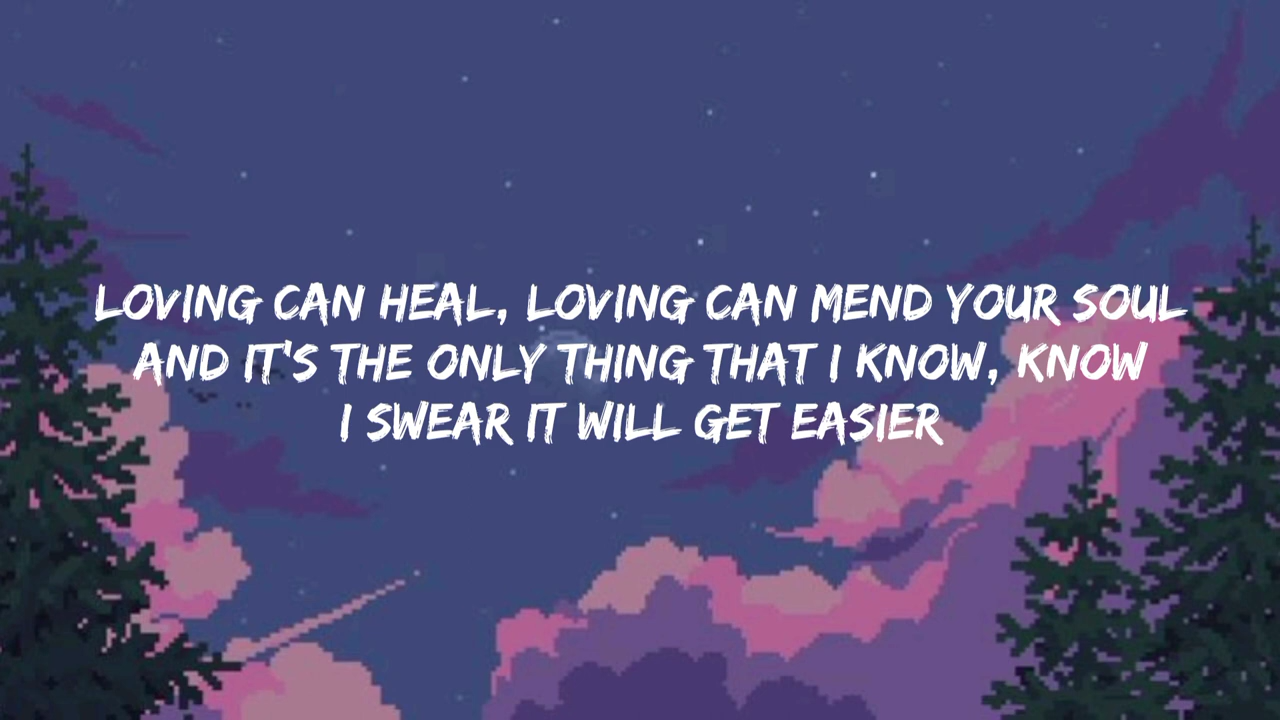 LOVING CAN HEAL, LOVING CAN MEND YOUR SOUL
AND IT'S THE ONLY THING THAT I KNOW, KNOW
I SWEAR IT WILL GET EASIER